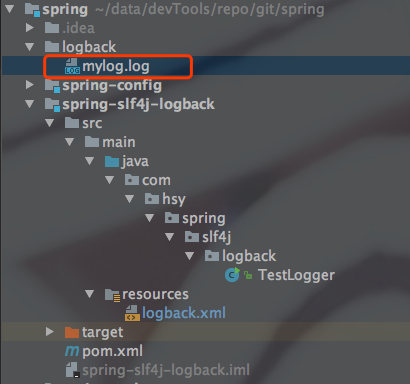 spring ~/data/devTools/repo/git/spring
.idea
logback
mylog.log
spring-config
spring-slf4j-logback
src
main
java
com
hsy
spring
slf4j
logback
TestLogger
resources
logback.xml
target
pom.xml
spring-slf4j-logback.iml